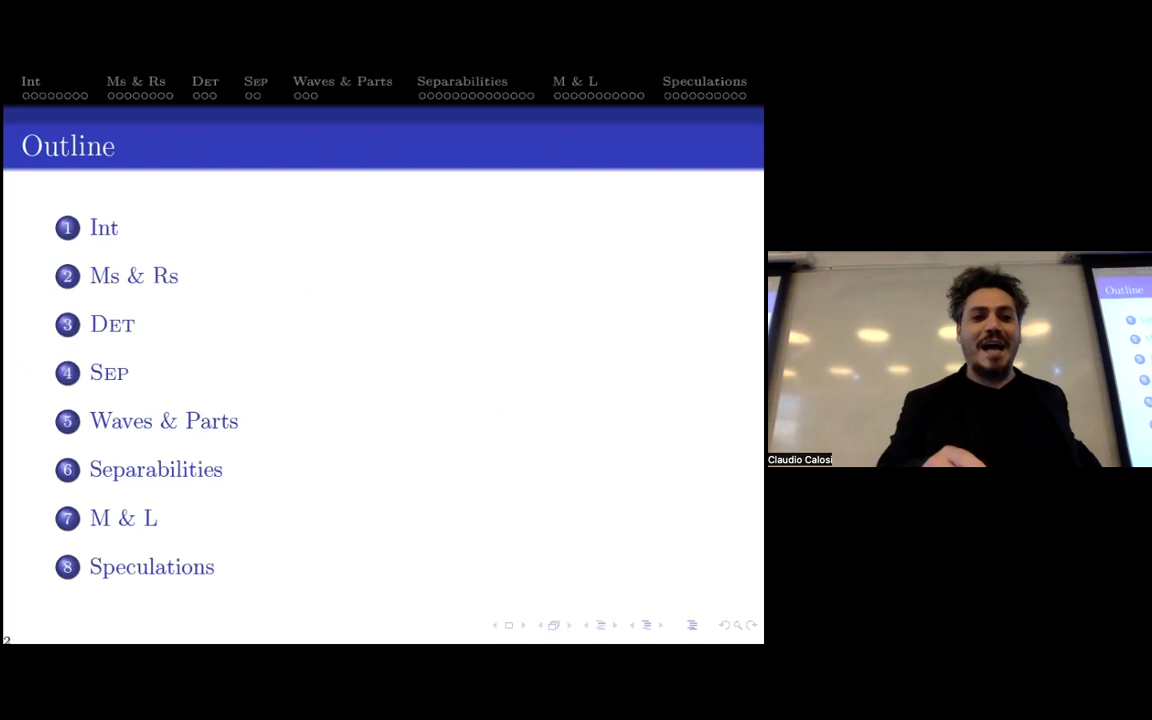 Int Ms & Rs Det Sep Waves & Parts Separabilities M & L Speculations
Outline
1 Int
2 Ms & Rs
3 Det
4 Sep
5 Waves & Parts
6 Separabilities
7 M & L
8 Speculations
2
Outline
Claudio Calosi